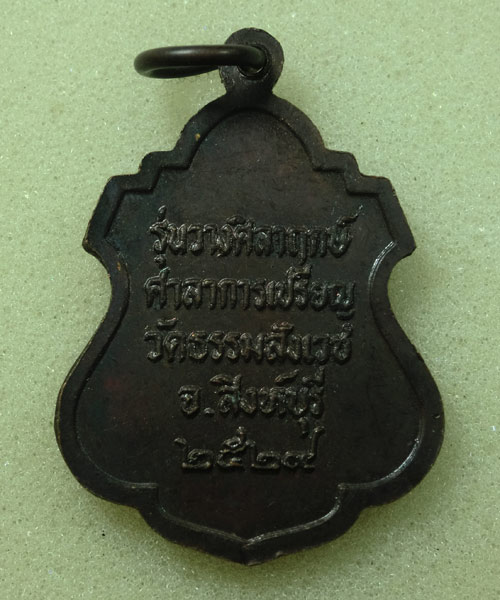 รุ่นวางศิลาฤกษ์
ศาลาการเปรียญ
วัดธรรมสังเวช
จ.สิงห์บุรี
๒๕๒๗